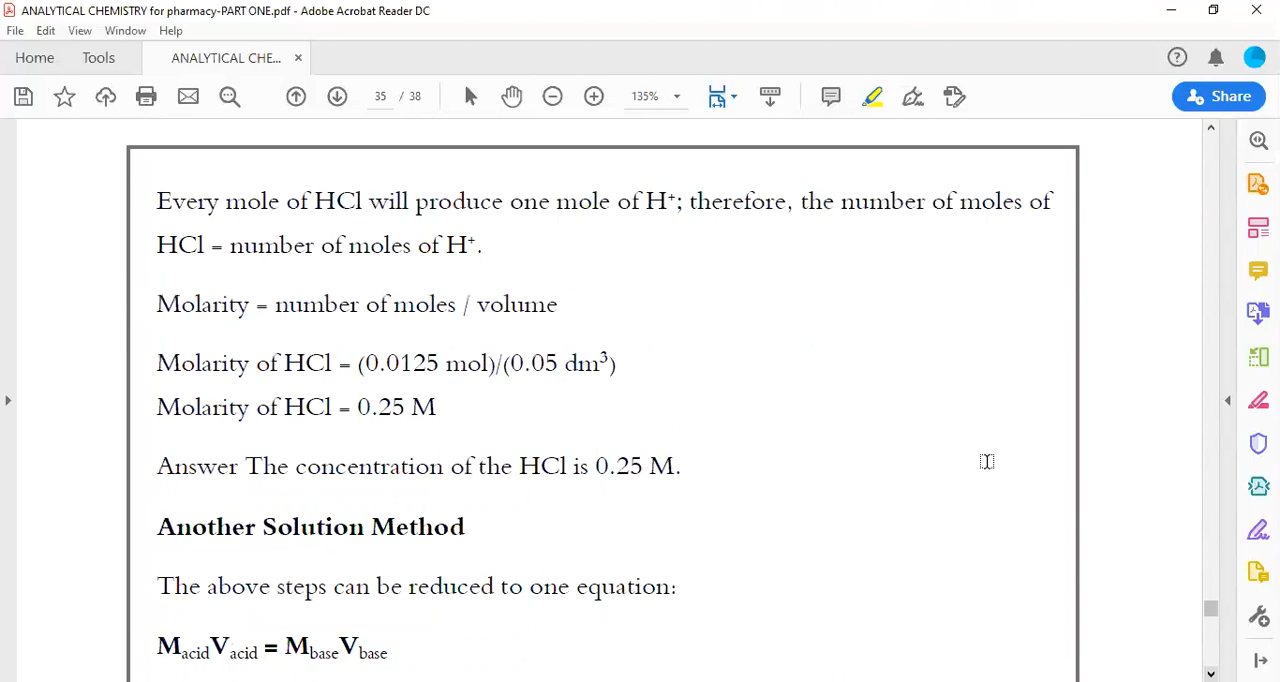 ANALYTICAL CHEMISTRY for pharmacy-PART ONE.pdf - Adobe Acrobat Reader DC
File Edit View Window Help
Home Tools ANALYTICAL CHE... ×
35 / 38 135% Share
Every mole of HCl will produce one mole of H⁺; therefore, the number of moles of
HCl = number of moles of H⁺.
Molarity = number of moles / volume
Molarity of HCl = (0.0125 mol)/(0.05 dm³)
Molarity of HCl = 0.25 M
Answer The concentration of the HCl is 0.25 M.
Another Solution Method
The above steps can be reduced to one equation:
M_acid V_acid = M_base V_base